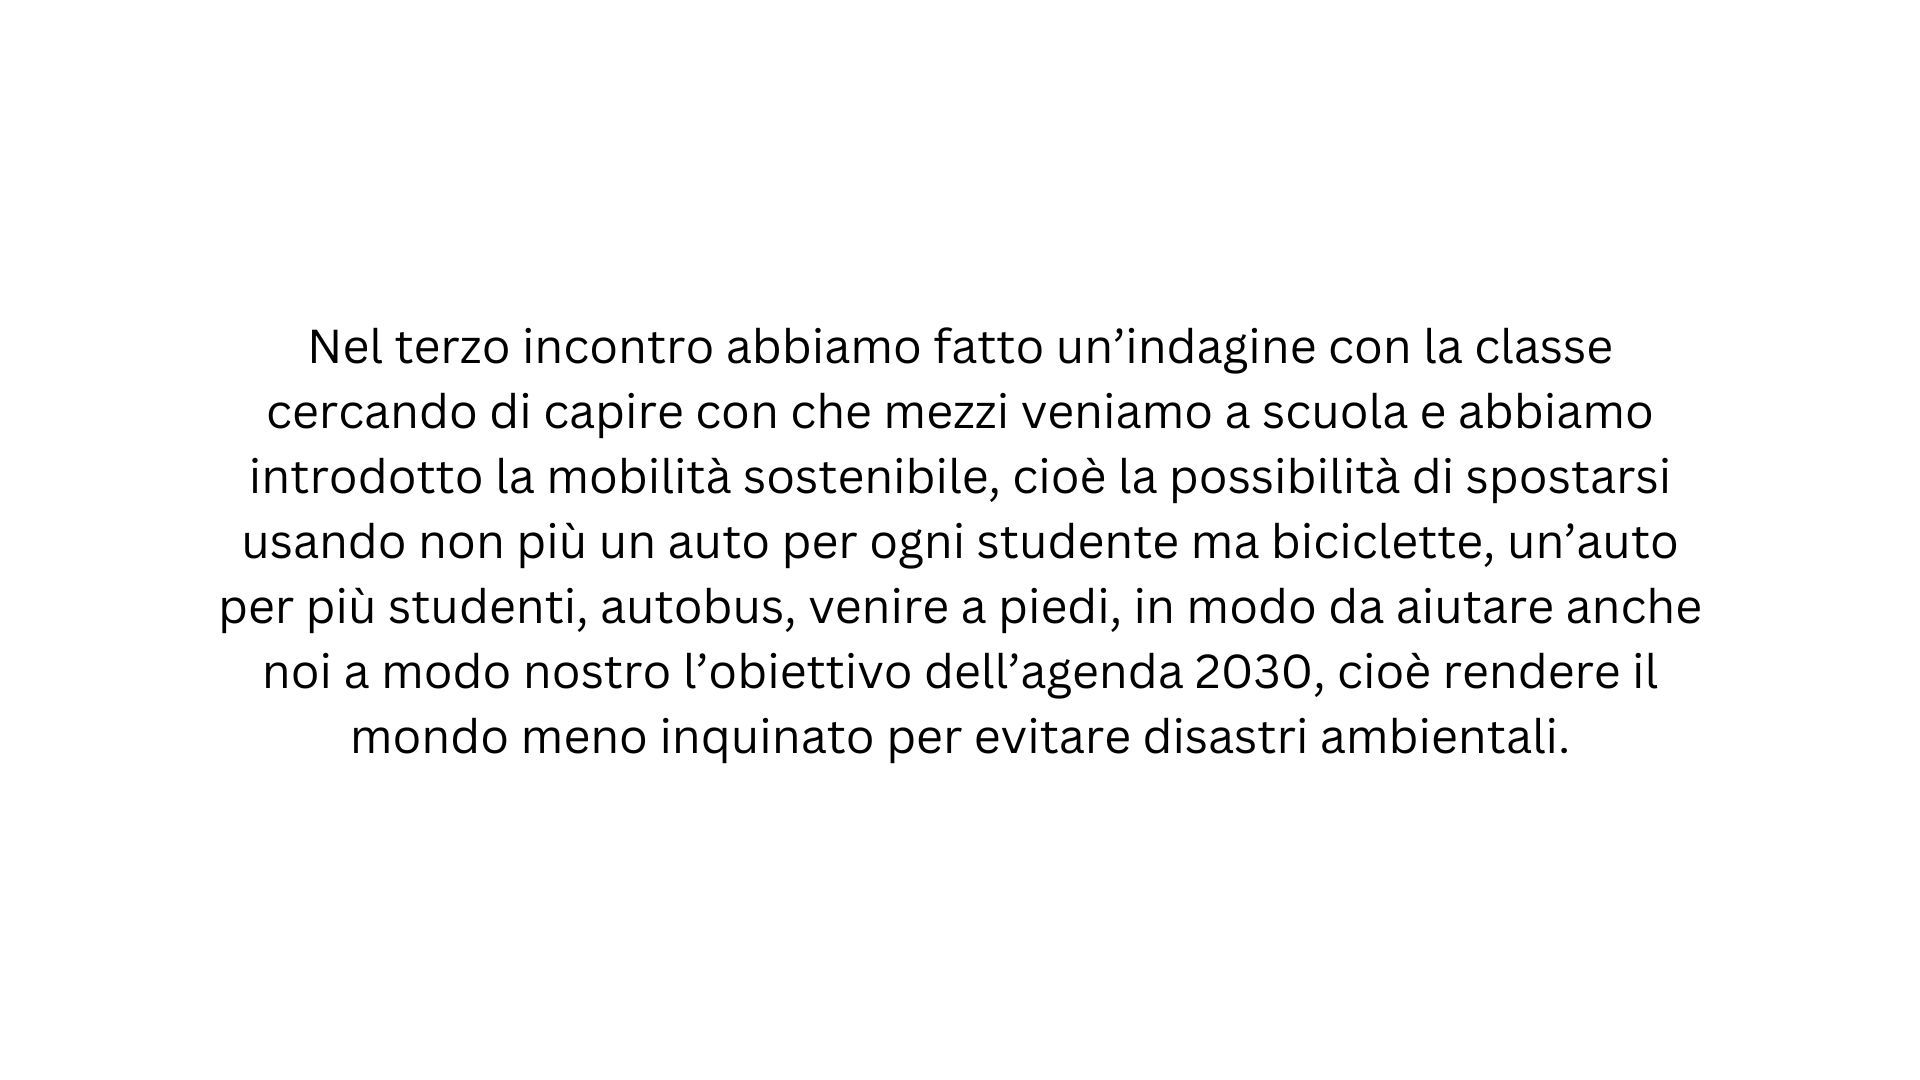 Nel terzo incontro abbiamo fatto un’indagine con la classe
cercando di capire con che mezzi veniamo a scuola e abbiamo
introdotto la mobilità sostenibile, cioè la possibilità di spostarsi
usando non più un auto per ogni studente ma biciclette, un’auto
per più studenti, autobus, venire a piedi, in modo da aiutare anche
noi a modo nostro l’obiettivo dell’agenda 2030, cioè rendere il
mondo meno inquinato per evitare disastri ambientali.